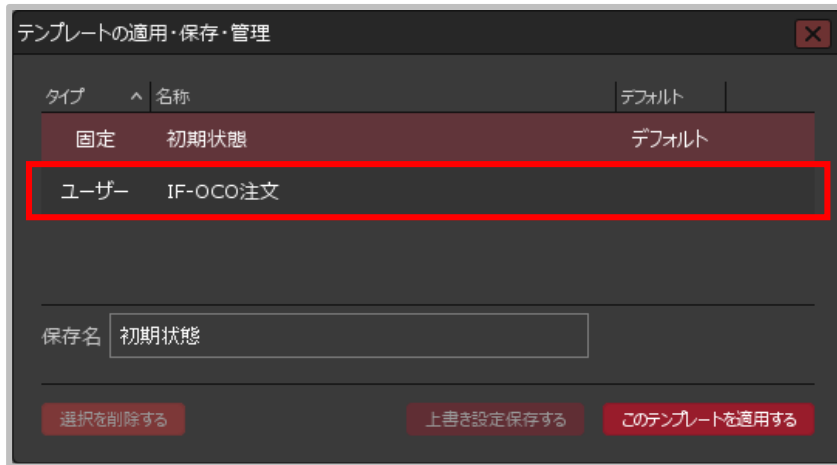 テンプレートの適用・保存・管理
タイプ 名称 デフォルト
固定 初期状態 デフォルト
ユーザー IF-OCO注文
保存名 初期状態
選択を削除する 上書き設定保存する このテンプレートを適用する